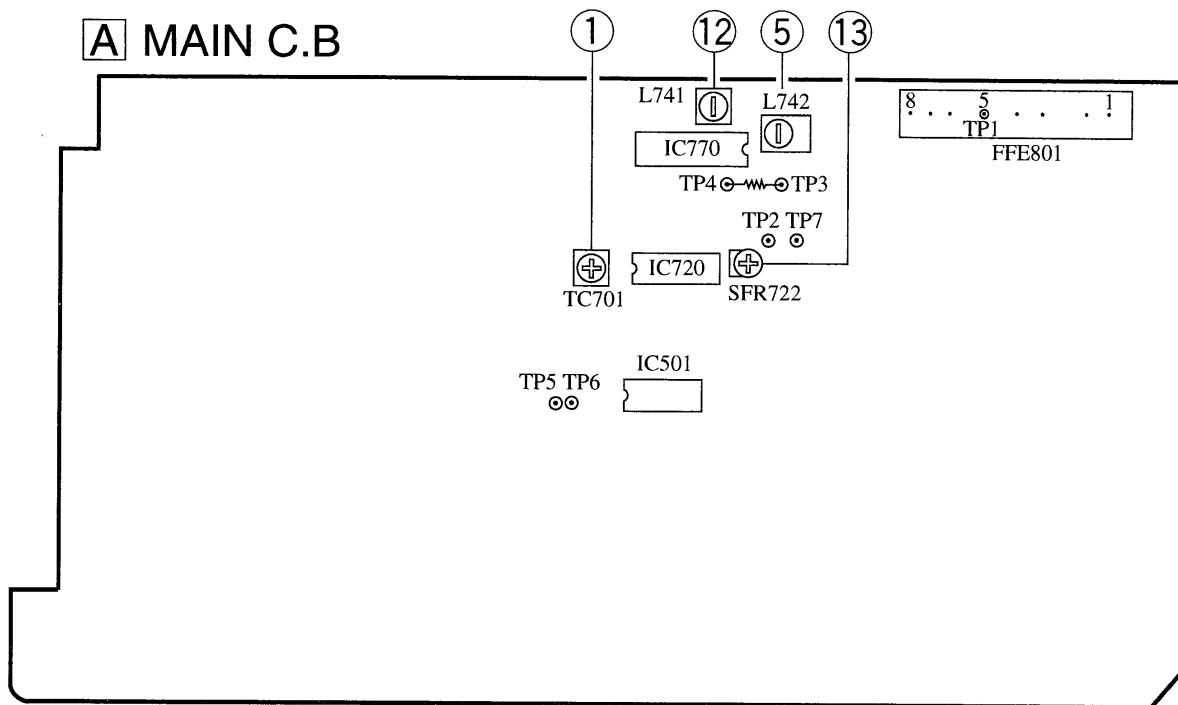 A MAIN C.B
1 12 5 13
L741 L742
8 5 1
TP1
IC770
FFE801
TP4 TP3
TP2 TP7
IC720
TC701 SFR722
IC501
TP5 TP6